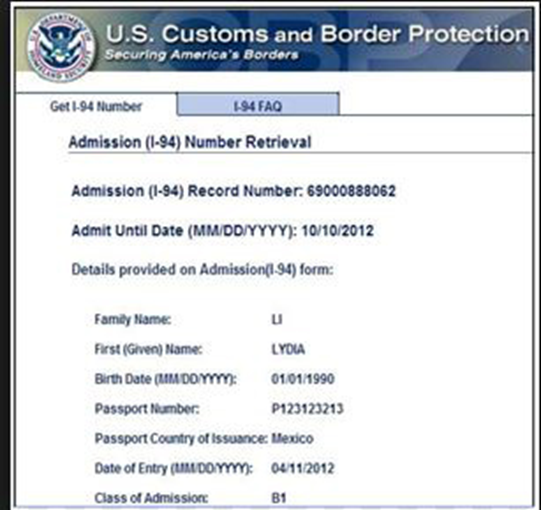 U.S. Customs and Border Protection
Securing America's Borders
Get I-94 Number
I-94 FAQ
Admission (I-94) Number Retrieval
Admission (I-94) Record Number: 69000888062
Admit Until Date (MM/DD/YYYY): 10/10/2012
Details provided on Admission(I-94) form:
Family Name: LI
First (Given) Name: LYDIA
Birth Date (MM/DD/YYYY): 01/01/1990
Passport Number: P123123213
Passport Country of Issuance: Mexico
Date of Entry (MM/DD/YYYY): 04/11/2012
Class of Admission: B1